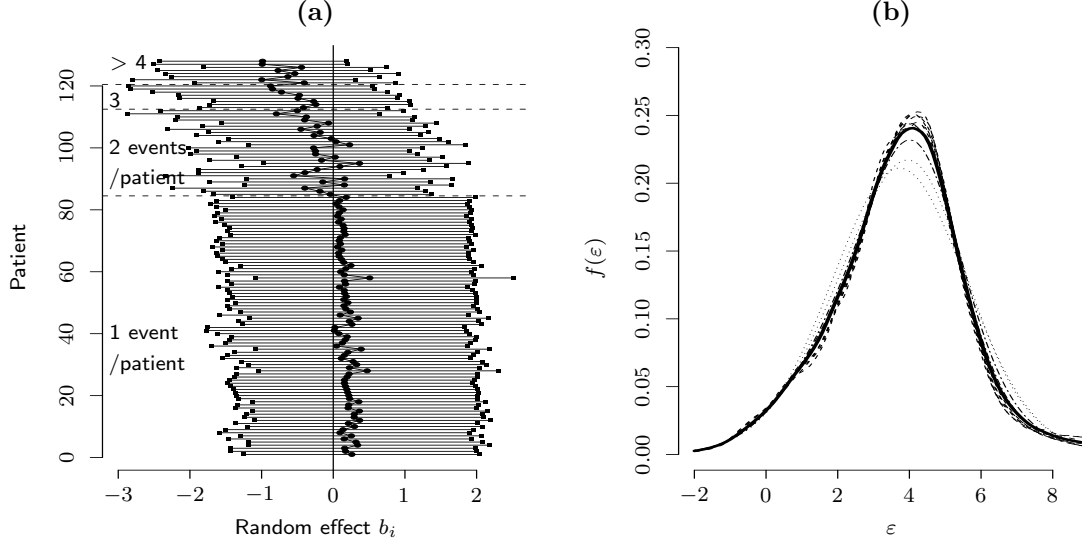 (a)
> 4
3
2 events
/patient
1 event
/patient
0 20 40 60 80 100 120
Patient
−3 −2 −1 0 1 2
Random effect b_i
(b)
0.00 0.05 0.10 0.15 0.20 0.25 0.30
f(ε)
−2 0 2 4 6 8
ε